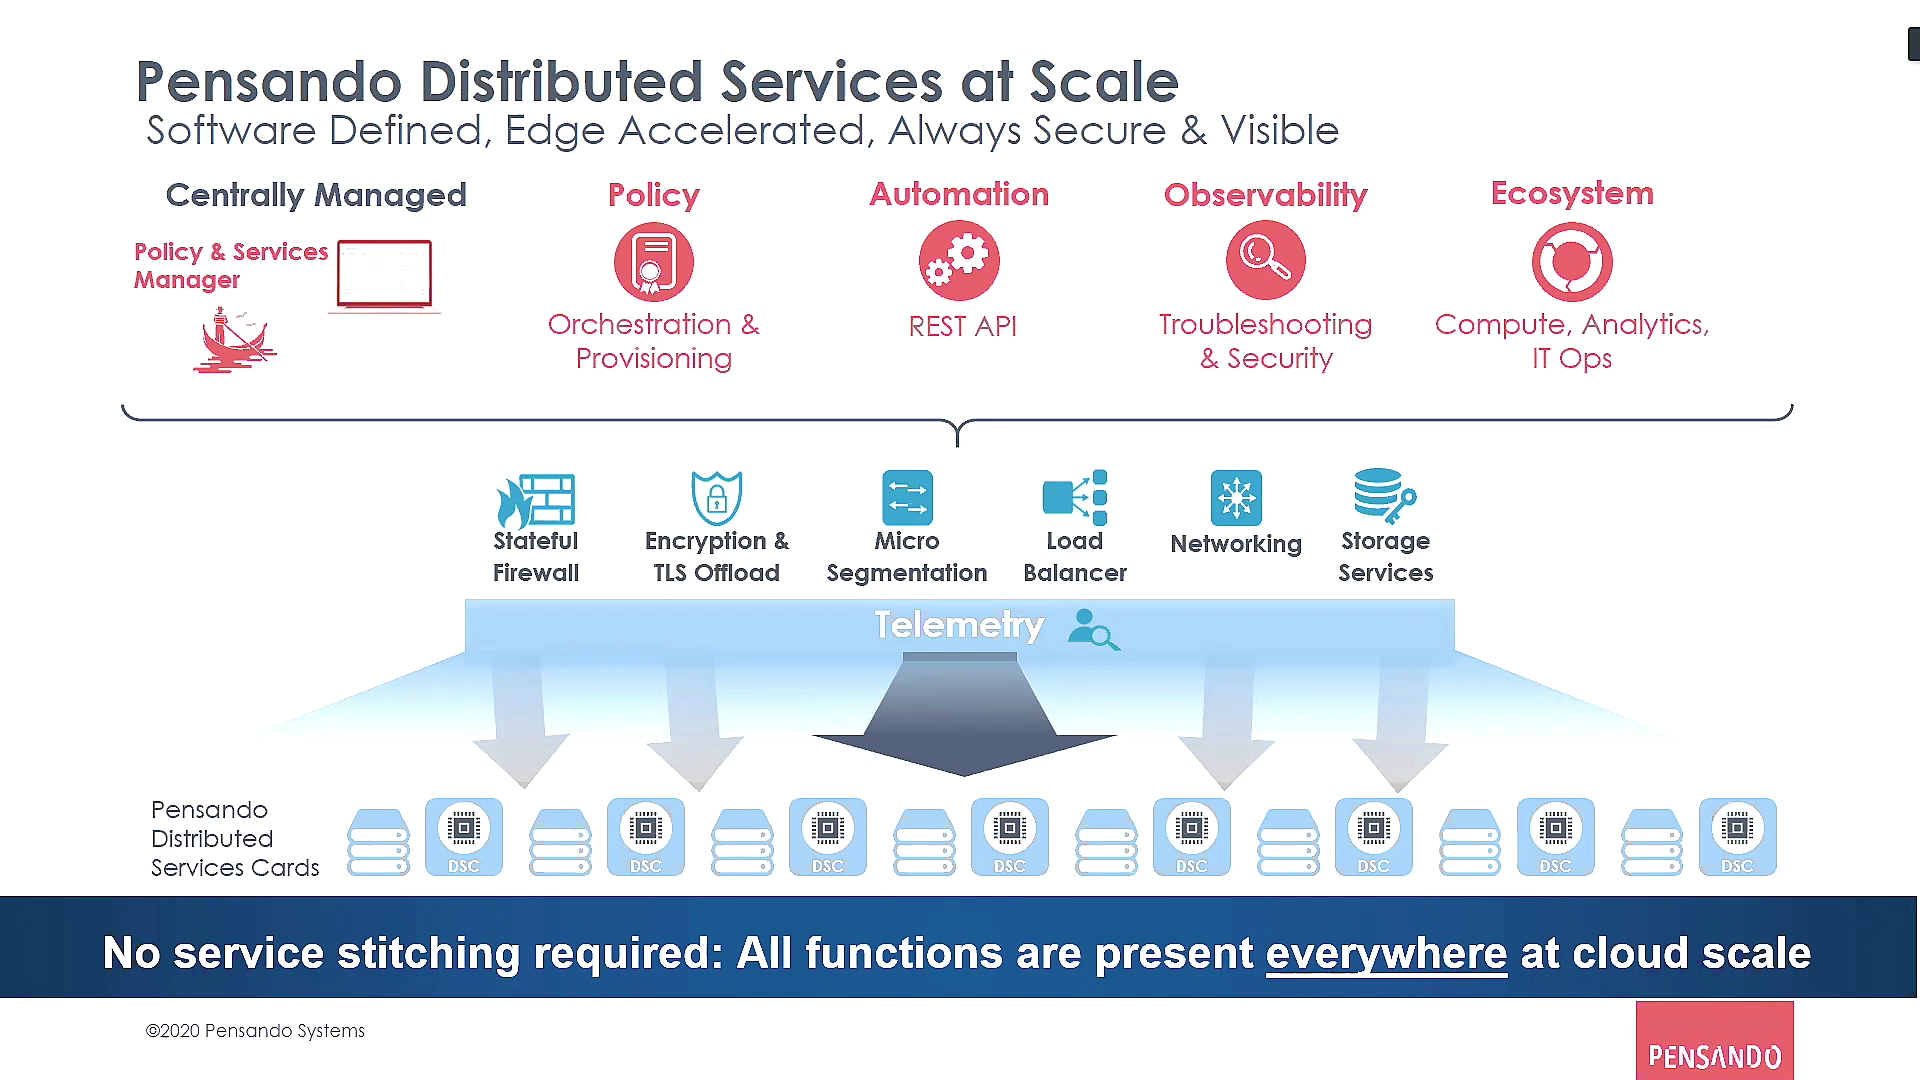 Pensando Distributed Services at Scale
Software Defined, Edge Accelerated, Always Secure & Visible
Centrally Managed
Policy & Services
Manager
Policy
Orchestration &
Provisioning
Automation
REST API
Observability
Troubleshooting
& Security
Ecosystem
Compute, Analytics,
IT Ops
Stateful
Firewall
Encryption &
TLS Offload
Micro
Segmentation
Load
Balancer
Networking
Storage
Services
Telemetry
Pensando
Distributed
Services Cards
DSC
DSC
DSC
DSC
DSC
DSC
DSC
DSC
No service stitching required: All functions are present everywhere at cloud scale
©2020 Pensando Systems
PENSANDO